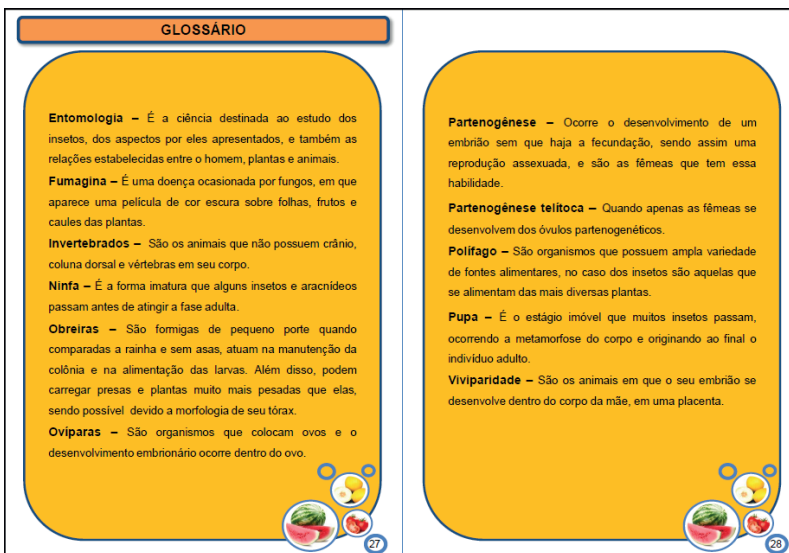 GLOSSÁRIO
Entomologia – É a ciência destinada ao estudo dos
insetos, dos aspectos por eles apresentados, e também as
relações estabelecidas entre o homem, plantas e animais.
Fumagina – É uma doença ocasionada por fungos, em que
aparece uma película de cor escura sobre folhas, frutos e
caules das plantas.
Invertebrados – São os animais que não possuem crânio,
coluna dorsal e vértebras em seu corpo.
Ninfa – É a forma imatura que alguns insetos e aracnídeos
passam antes de atingir a fase adulta.
Obreiras – São formigas de pequeno porte quando
comparadas a rainha e sem asas, atuam na manutenção da
colônia e na alimentação das larvas. Além disso, podem
carregar presas e plantas muito mais pesadas que elas,
sendo possível devido a morfologia de seu tórax.
Ovíparas – São organismos que colocam ovos e o
desenvolvimento embrionário ocorre dentro do ovo.
27
Partenogênese – Ocorre o desenvolvimento de um
embrião sem que haja a fecundação, sendo assim uma
reprodução assexuada, e são as fêmeas que tem essa
habilidade.
Partenogênese telítoca – Quando apenas as fêmeas se
desenvolvem dos óvulos partenogenéticos.
Polífago – São organismos que possuem ampla variedade
de fontes alimentares, no caso dos insetos são aquelas que
se alimentam das mais diversas plantas.
Pupa – É o estágio imóvel que muitos insetos passam,
ocorrendo a metamorfose do corpo e originando ao final o
indivíduo adulto.
Viviparidade – São os animais em que o seu embrião se
desenvolve dentro do corpo da mãe, em uma placenta.
28